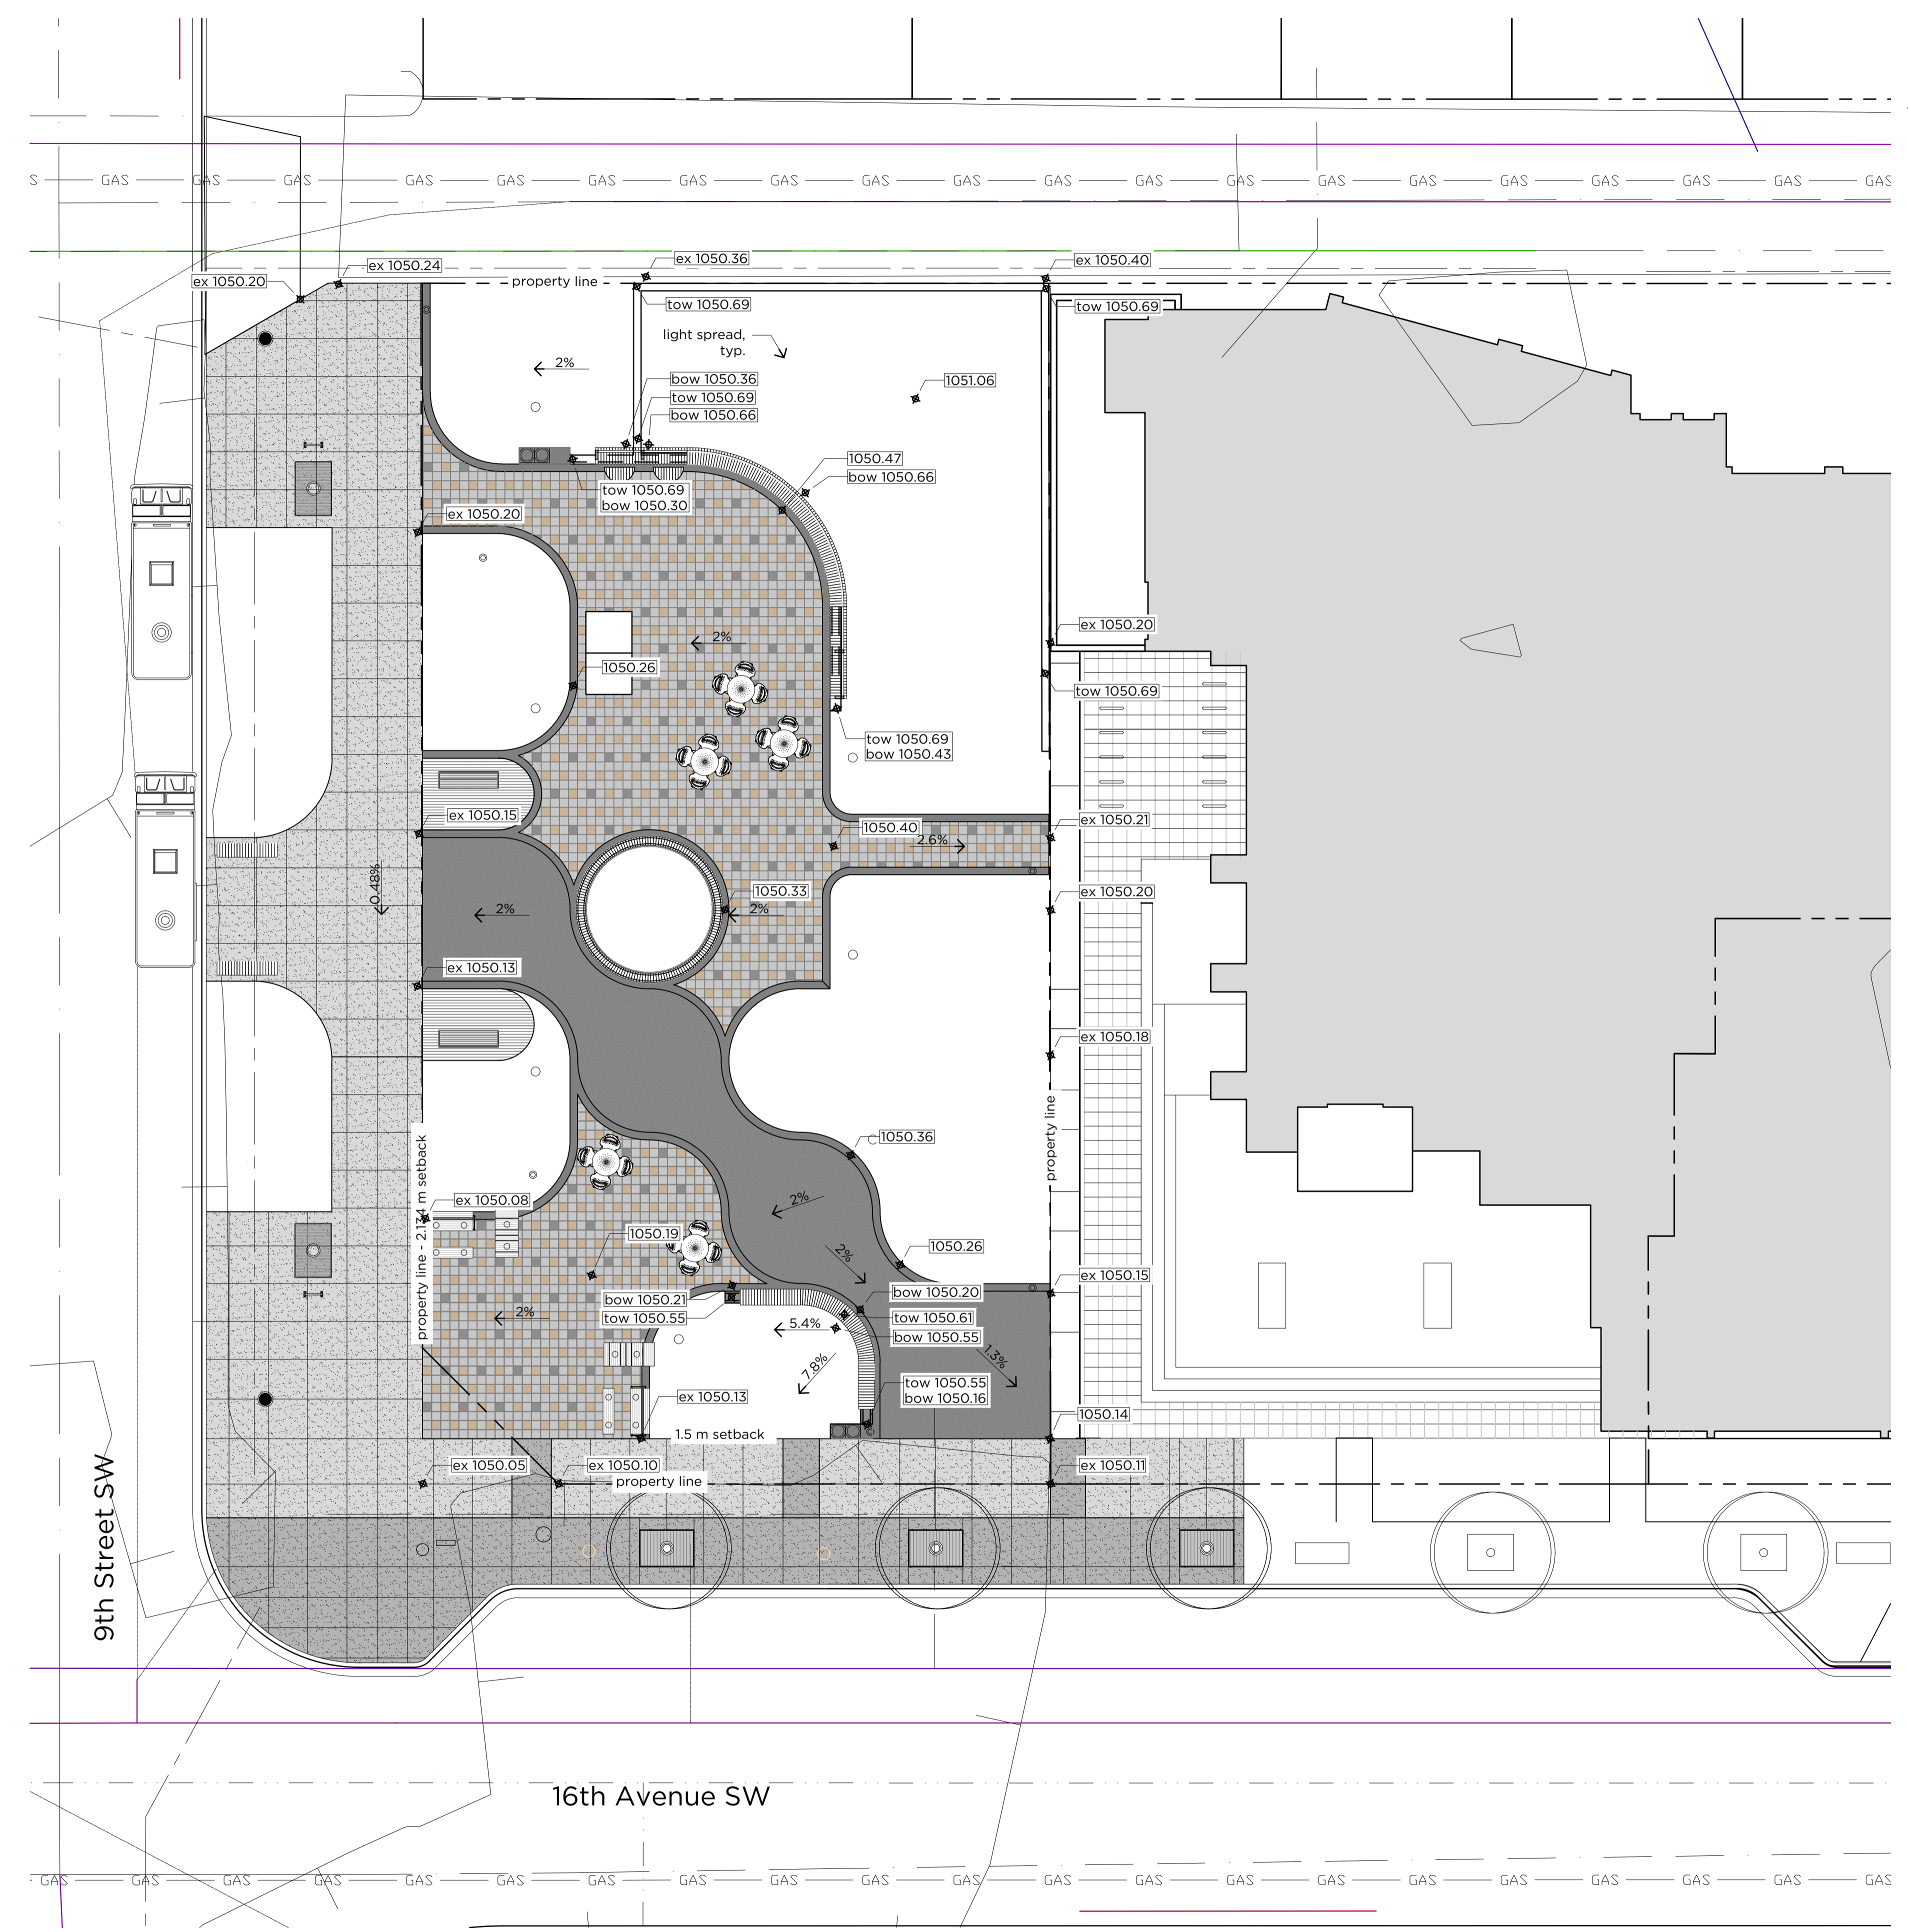 S GAS GAS GAS GAS GAS GAS GAS GAS GAS GAS GAS GAS GAS GAS GAS GAS GAS GAS GAS GAS GAS
ex 1050.36
ex 1050.40
ex 1050.24
ex 1050.20
property line
tow 1050.69
tow 1050.69
light spread,
typ.
2%
bow 1050.36
1051.06
tow 1050.69
bow 1050.66
1050.47
bow 1050.66
tow 1050.69
bow 1050.30
ex 1050.20
ex 1050.20
2%
1050.26
tow 1050.69
tow 1050.69
bow 1050.43
ex 1050.15
ex 1050.21
1050.40
2.6%
0.48%
1050.33
ex 1050.20
2%
2%
ex 1050.13
ex 1050.18
property line
1050.36
property line - 2.134 m setback
ex 1050.08
2%
1050.19
1050.26
2%
ex 1050.15
bow 1050.20
bow 1050.21
tow 1050.55
2%
tow 1050.61
5.4%
bow 1050.55
1.3%
7.8%
tow 1050.55
bow 1050.16
ex 1050.13
1050.14
1.5 m setback
ex 1050.05
ex 1050.10
ex 1050.11
property line
9th Street SW
16th Avenue SW
GAS GAS GAS GAS GAS GAS GAS GAS GAS GAS GAS GAS GAS GAS GAS GAS GAS GAS GAS GAS GAS